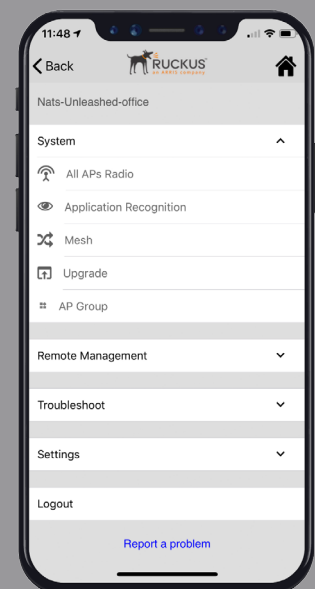 11:48
Back
RUCKUS
an ARRIS company
Nats-Unleashed-office
System
All APs Radio
Application Recognition
Mesh
Upgrade
AP Group
Remote Management
Troubleshoot
Settings
Logout
Report a problem